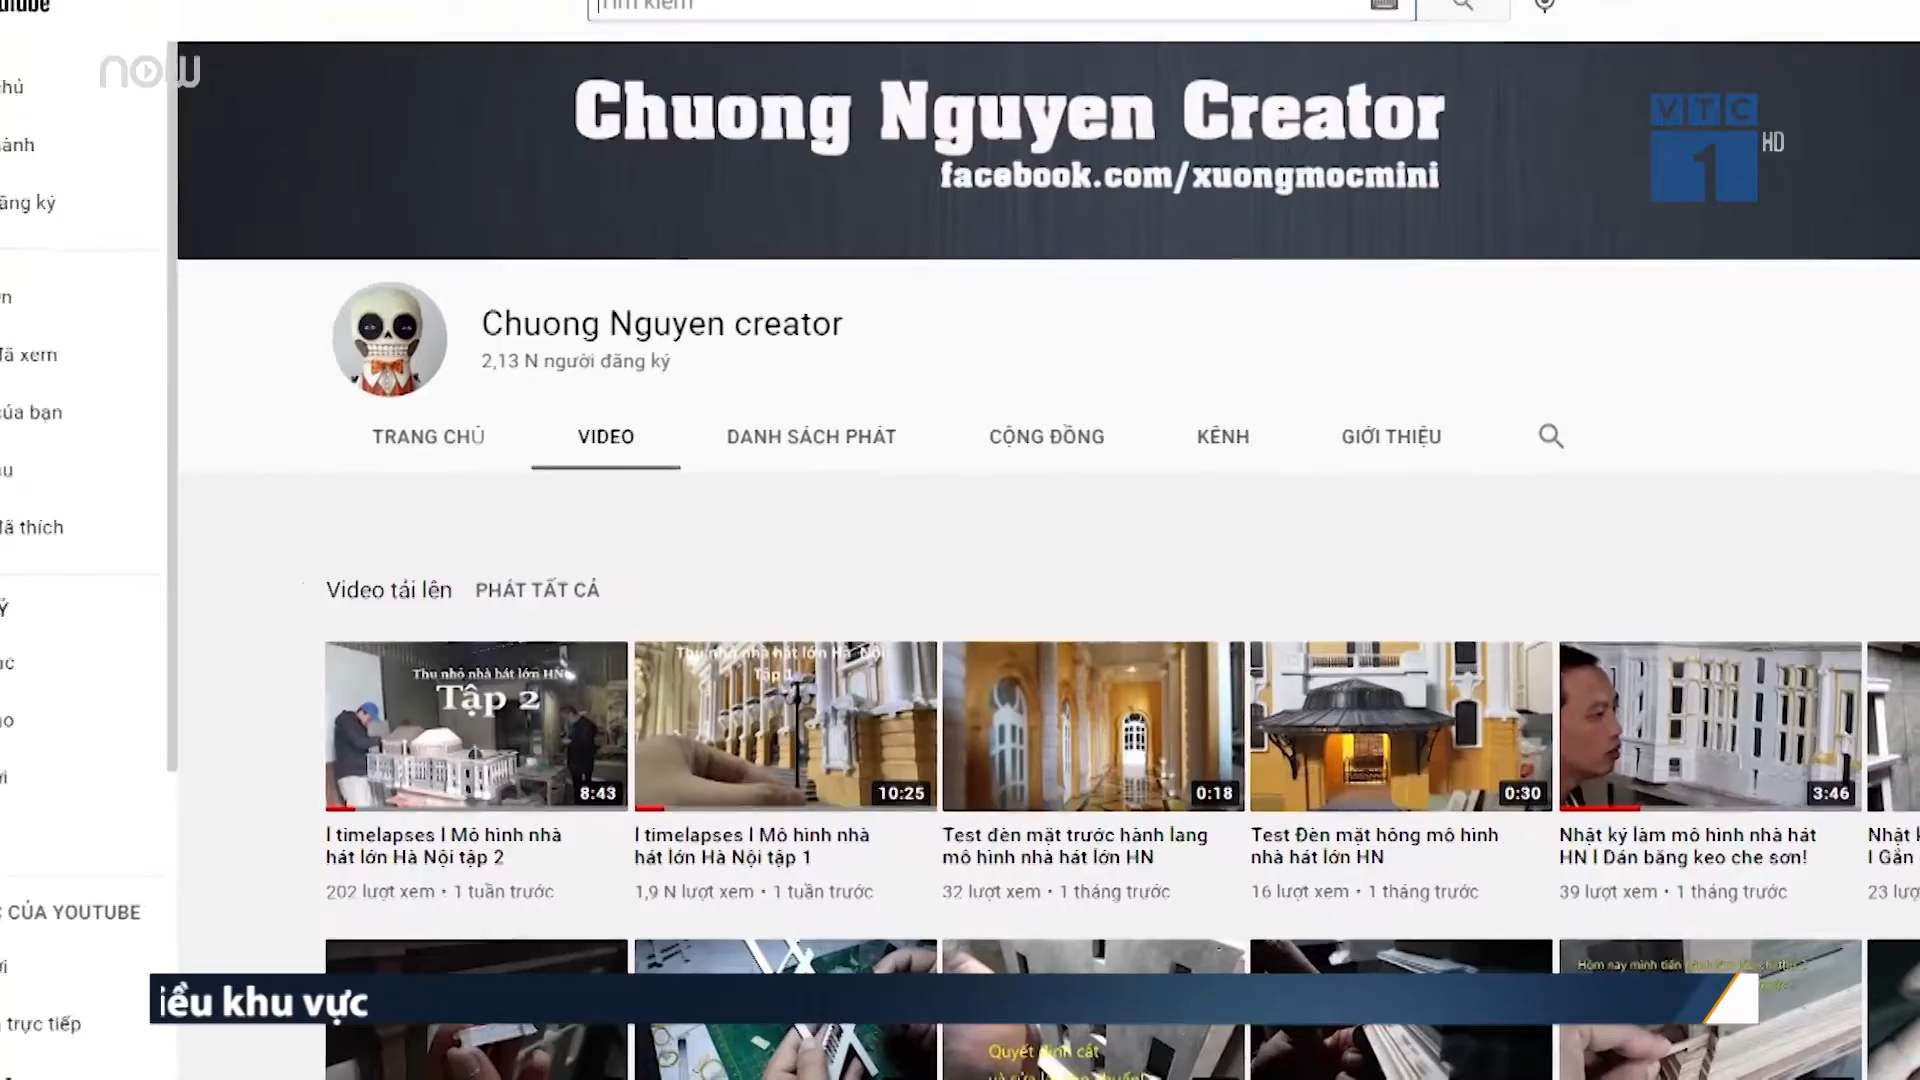 now
Chuong Nguyen Creator
facebook.com/xuongmocmini
VTC
1
HD
ăng ký
đã xem
của bạn
đã thích
CỦA YOUTUBE
trực tiếp
Chuong Nguyen creator
2,13 N người đăng ký
TRANG CHỦ
VIDEO
DANH SÁCH PHÁT
CỘNG ĐỒNG
KÊNH
GIỚI THIỆU
Video tải lên
PHÁT TẤT CẢ
Thu nhỏ nhà hát lớn HN
Tập 2
8:43
Thu nhỏ nhà hát lớn Hà Nội
Tập 1
10:25
0:18
0:30
3:46
l timelapses l Mô hình nhà
hát lớn Hà Nội tập 2
202 lượt xem • 1 tuần trước
l timelapses l Mô hình nhà
hát lớn Hà Nội tập 1
1,9 N lượt xem • 1 tuần trước
Test đèn mặt trước hành lang
mô hình nhà hát lớn HN
32 lượt xem • 1 tháng trước
Test Đèn mặt hông mô hình
nhà hát lớn HN
16 lượt xem • 1 tháng trước
Nhật ký làm mô hình nhà hát
HN l Dán băng keo che sơn!
39 lượt xem • 1 tháng trước
Nhật
l Gắn
23 lượ
Hôm nay mình tiến
iều khu vực
Quyết định cắt